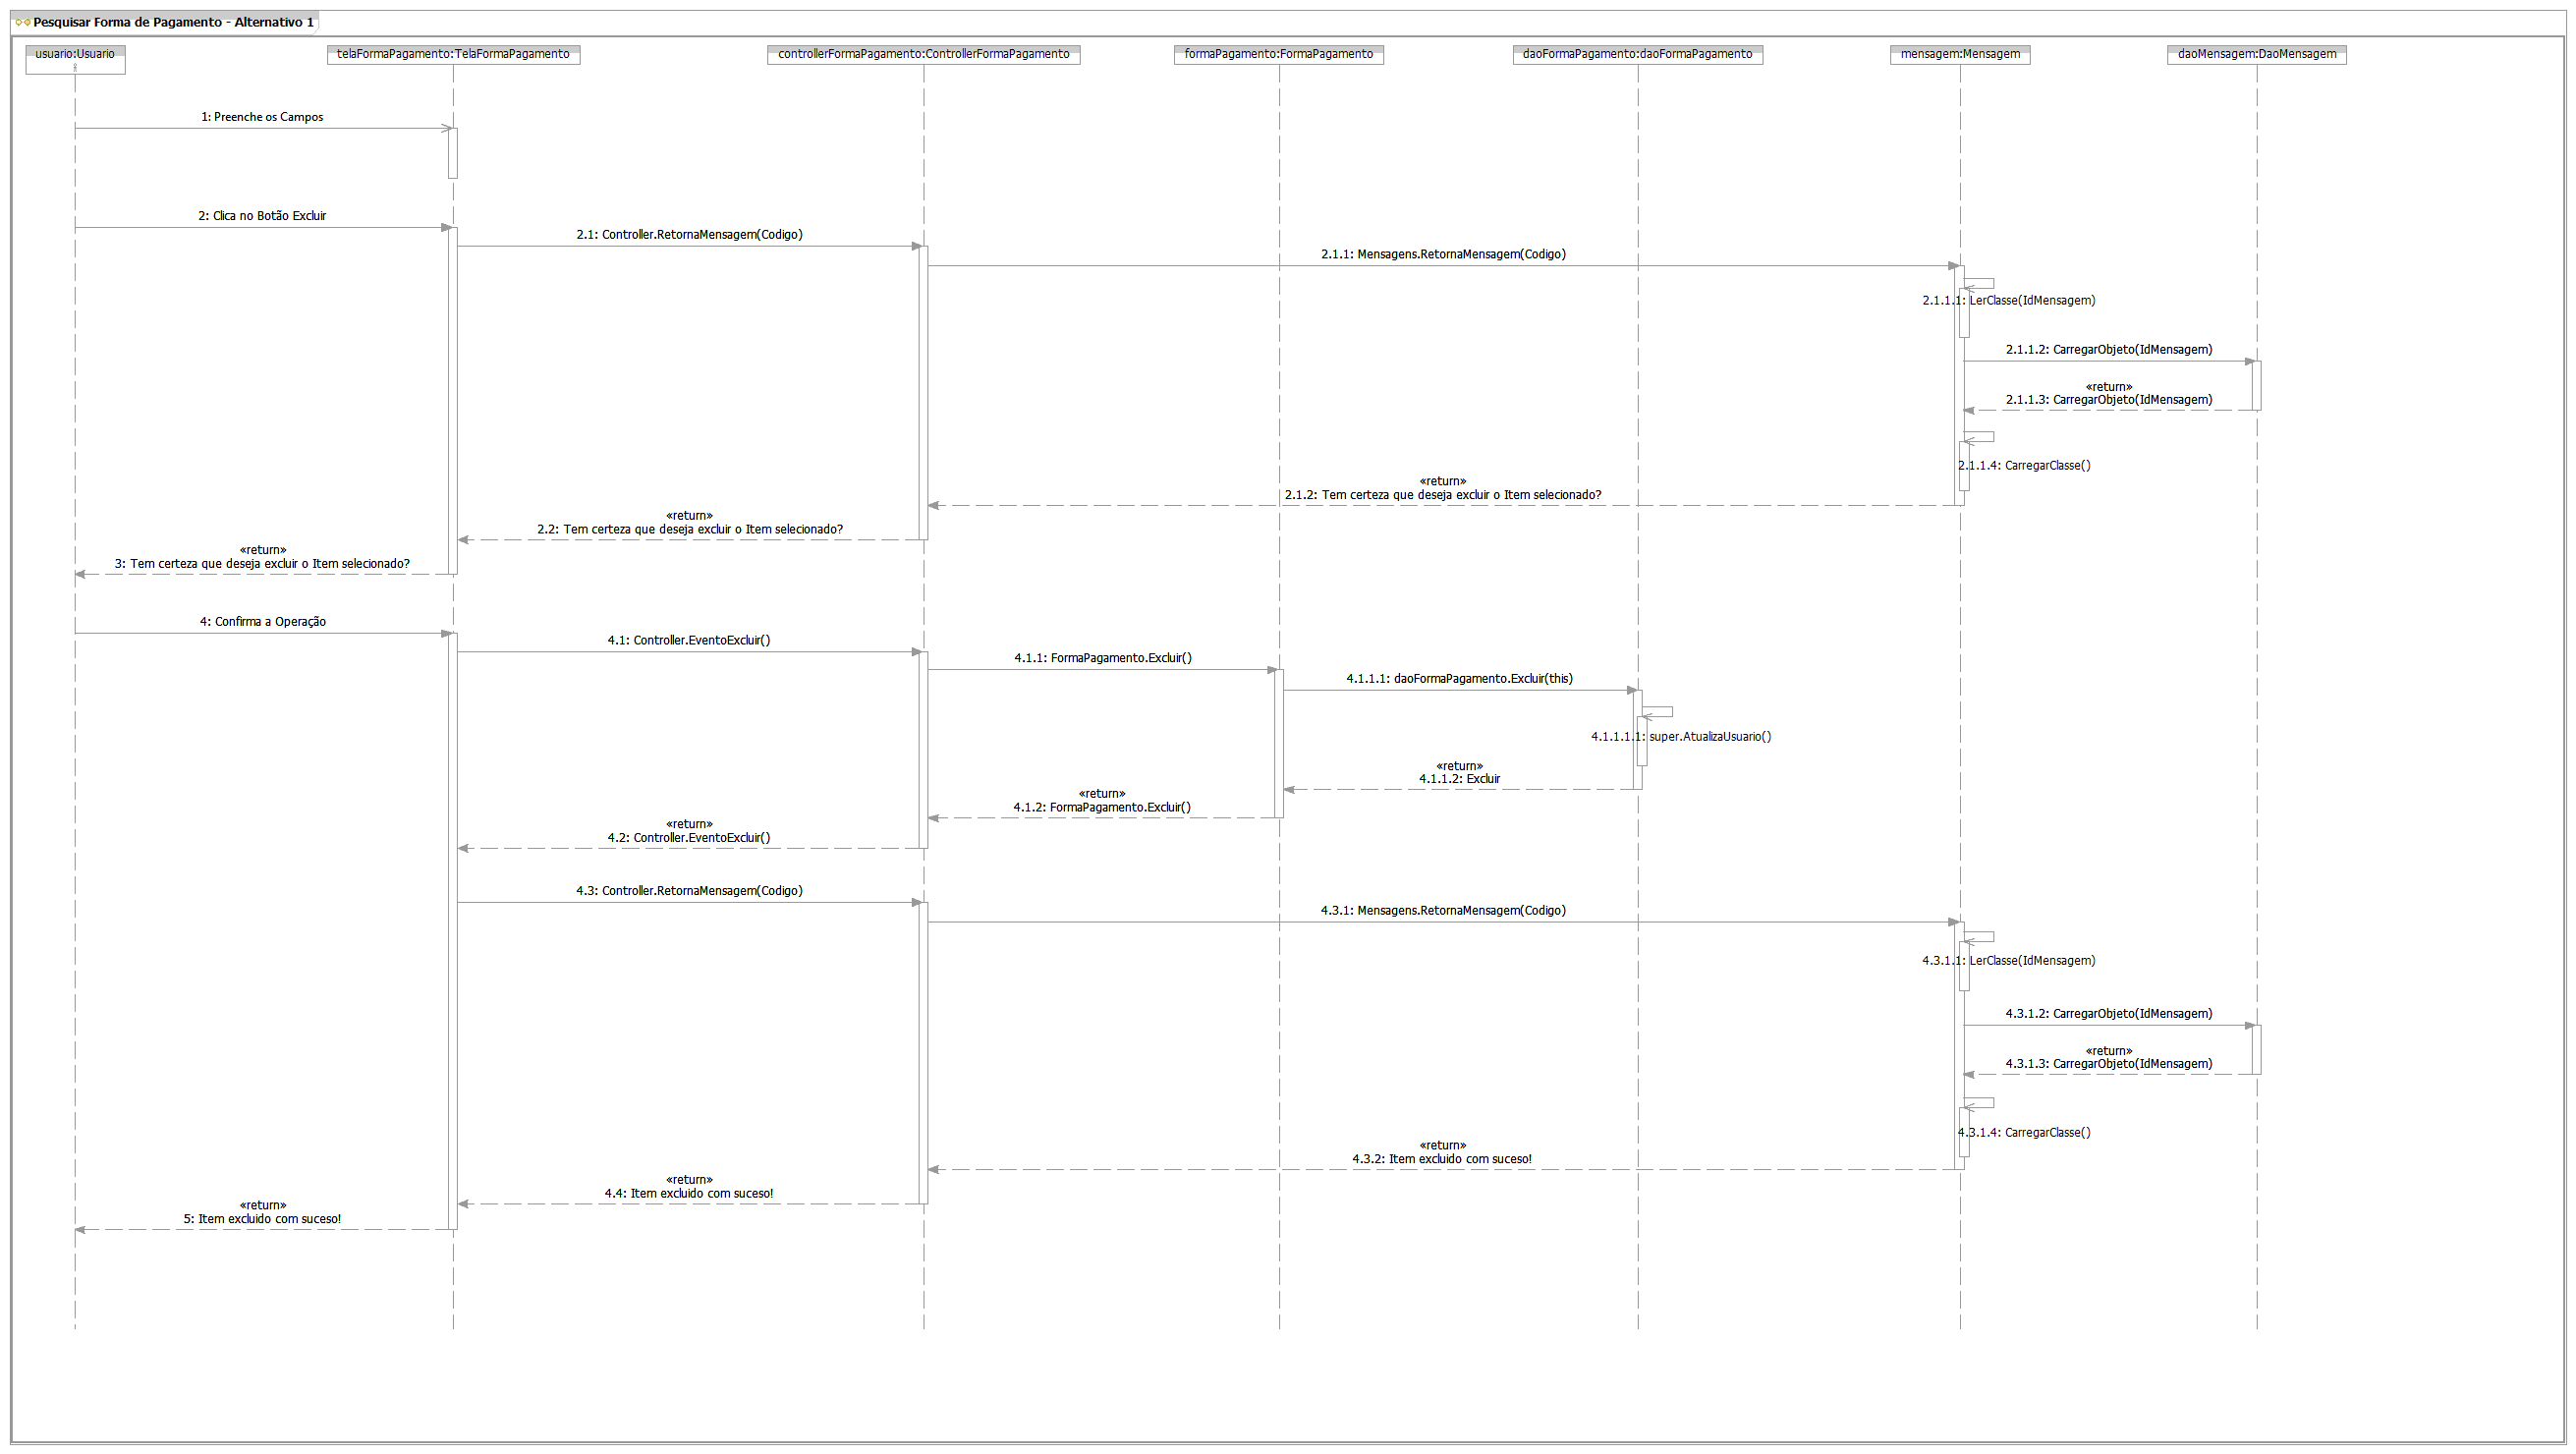 Pesquisar Forma de Pagamento - Alternativo 1
usuario:Usuario
telaFormaPagamento:TelaFormaPagamento
controllerFormaPagamento:ControllerFormaPagamento
formaPagamento:FormaPagamento
daoFormaPagamento:daoFormaPagamento
mensagem:Mensagem
daoMensagem:DaoMensagem
1: Preenche os Campos
2: Clica no Botão Excluir
2.1: Controller.RetornaMensagem(Codigo)
2.1.1: Mensagens.RetornaMensagem(Codigo)
2.1.1.1: LerClasse(IdMensagem)
2.1.1.2: CarregarObjeto(IdMensagem)
«return»
2.1.1.3: CarregarObjeto(IdMensagem)
2.1.1.4: CarregarClasse()
«return»
2.1.2: Tem certeza que deseja excluir o Item selecionado?
«return»
2.2: Tem certeza que deseja excluir o Item selecionado?
«return»
3: Tem certeza que deseja excluir o Item selecionado?
4: Confirma a Operação
4.1: Controller.EventoExcluir()
4.1.1: FormaPagamento.Excluir()
4.1.1.1: daoFormaPagamento.Excluir(this)
4.1.1.1.1: super.AtualizaUsuario()
«return»
4.1.1.2: Excluir
«return»
4.1.2: FormaPagamento.Excluir()
«return»
4.2: Controller.EventoExcluir()
4.3: Controller.RetornaMensagem(Codigo)
4.3.1: Mensagens.RetornaMensagem(Codigo)
4.3.1.1: LerClasse(IdMensagem)
4.3.1.2: CarregarObjeto(IdMensagem)
«return»
4.3.1.3: CarregarObjeto(IdMensagem)
4.3.1.4: CarregarClasse()
«return»
4.3.2: Item excluido com suceso!
«return»
4.4: Item excluido com suceso!
«return»
5: Item excluido com suceso!